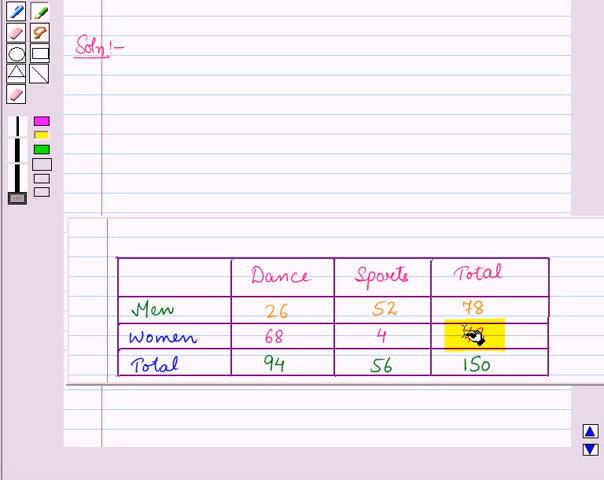 Soln:-
Dance Sports Total
Men 26 52 78
Women 68 4
Total 94 56 150